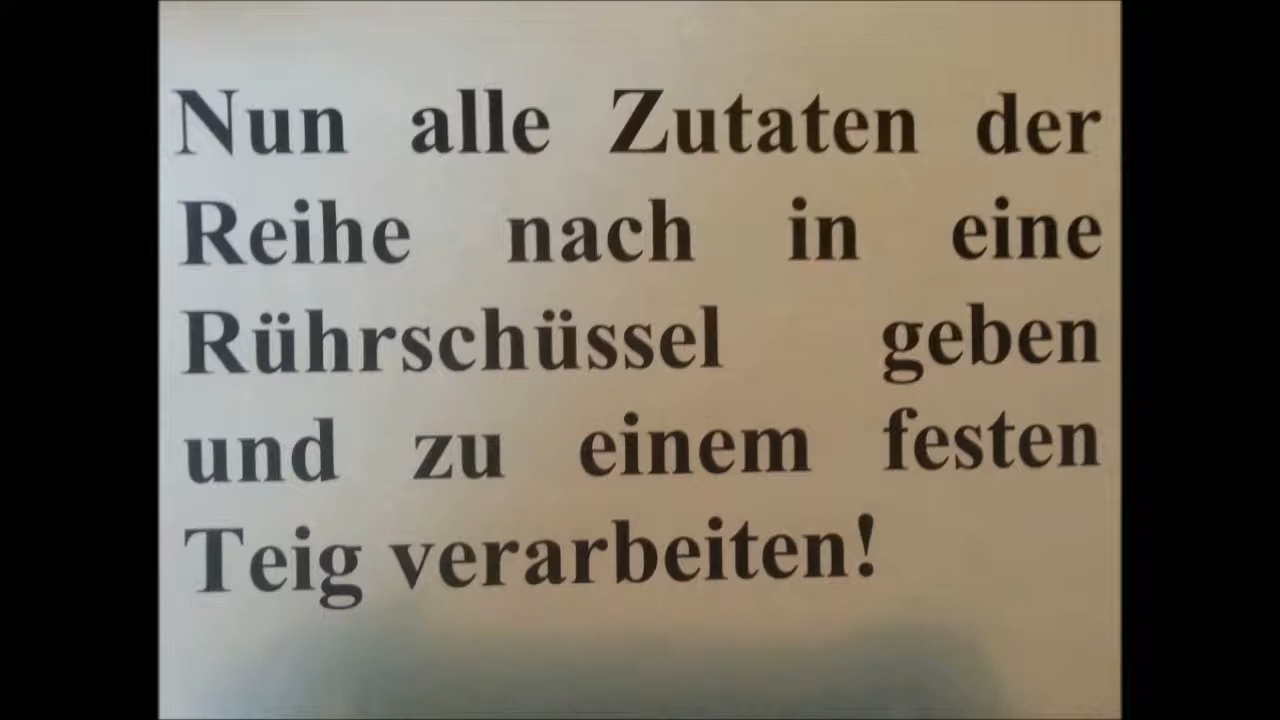 Nun alle Zutaten der
Reihe nach in eine
Rührschüssel geben
und zu einem festen
Teig verarbeiten!